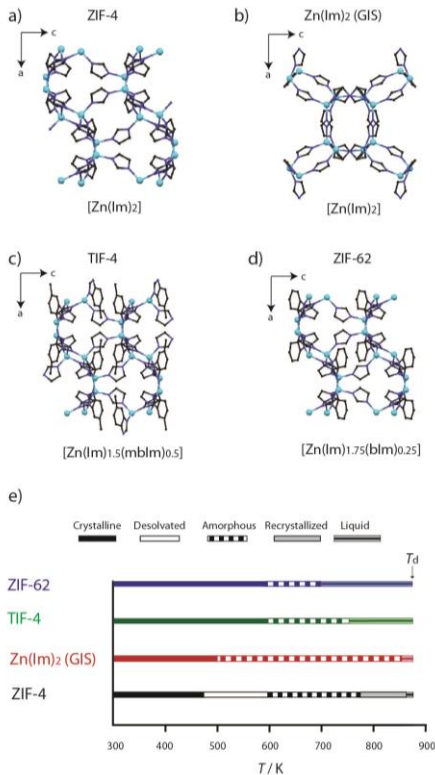 a)
ZIF-4
c
a
[Zn(Im)2]
b)
Zn(Im)2 (GIS)
c
a
[Zn(Im)2]
c)
TIF-4
c
a
[Zn(Im)1.5(mbIm)0.5]
d)
ZIF-62
c
a
[Zn(Im)1.75(bIm)0.25]
e)
Crystalline Desolvated Amorphous Recrystallized Liquid
Td
ZIF-62
TIF-4
Zn(Im)2 (GIS)
ZIF-4
300 400 500 600 700 800 900
T / K